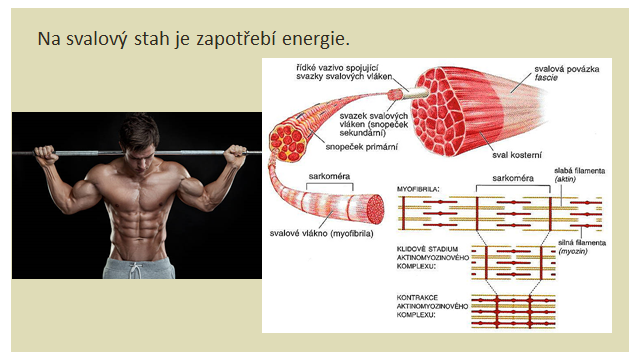 Na svalový stah je zapotřebí energie.
řídké vazivo spojující
svazky svalových vláken
svalová povázka
fascie
svazek svalových
vláken (snopeček
sekundární)
snopeček primární
sval kosterní
sarkoméra
svalové vlákno (myofibrila)
MYOFIBRILA:
sarkoméra
slabá filamenta
(aktin)
silná filamenta
(myozin)
KLIDOVÉ STADIUM
AKTINOMYOZINOVÉHO
KOMPLEXU:
KONTRAKCE
AKTINOMYOZINOVÉHO
KOMPLEXU: